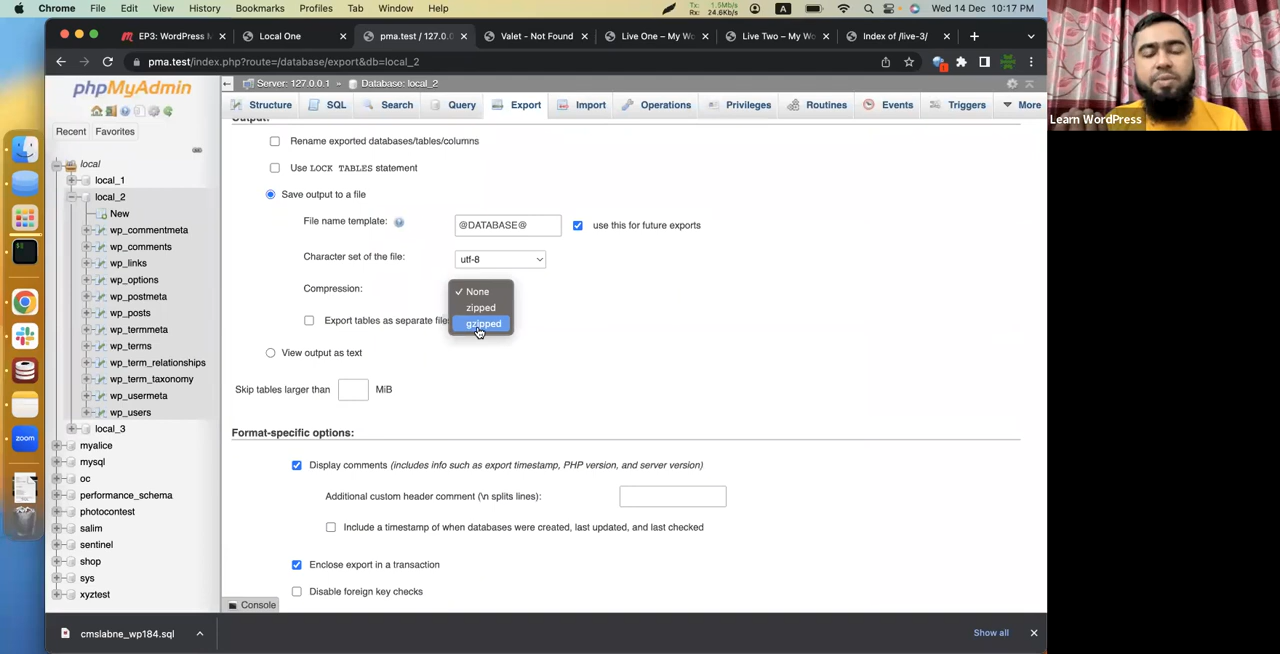 Chrome File Edit View History Bookmarks Profiles Tab Window Help
Tx: 1.5Mb/s
Rx: 24.6Kb/s
A
Wed 14 Dec 10:17 PM
EP3: WordPress M
Local One
pma.test / 127.0.0
Valet - Not Found
Live One – My Wo
Live Two – My Wo
Index of /live-3/
pma.test/index.php?route=/database/export&db=local_2
phpMyAdmin
Recent Favorites
local
local_1
local_2
New
wp_commentmeta
wp_comments
wp_links
wp_options
wp_postmeta
wp_posts
wp_termmeta
wp_terms
wp_term_relationships
wp_term_taxonomy
wp_usermeta
wp_users
local_3
myalice
mysql
oc
performance_schema
photocontest
salim
sentinel
shop
sys
xyztest
Server: 127.0.0.1 » Database: local_2
Structure SQL Search Query Export Import Operations Privileges Routines Events Triggers More
Output:
Rename exported databases/tables/columns
Use LOCK TABLES statement
Save output to a file
File name template: @DATABASE@ use this for future exports
Character set of the file: utf-8
Compression:
None
zipped
gzipped
Export tables as separate file
View output as text
Skip tables larger than MiB
Format-specific options:
Display comments (includes info such as export timestamp, PHP version, and server version)
Additional custom header comment (\n splits lines):
Include a timestamp of when databases were created, last updated, and last checked
Enclose export in a transaction
Disable foreign key checks
Console
cmslabne_wp184.sql
Show all
zoom
Learn WordPress